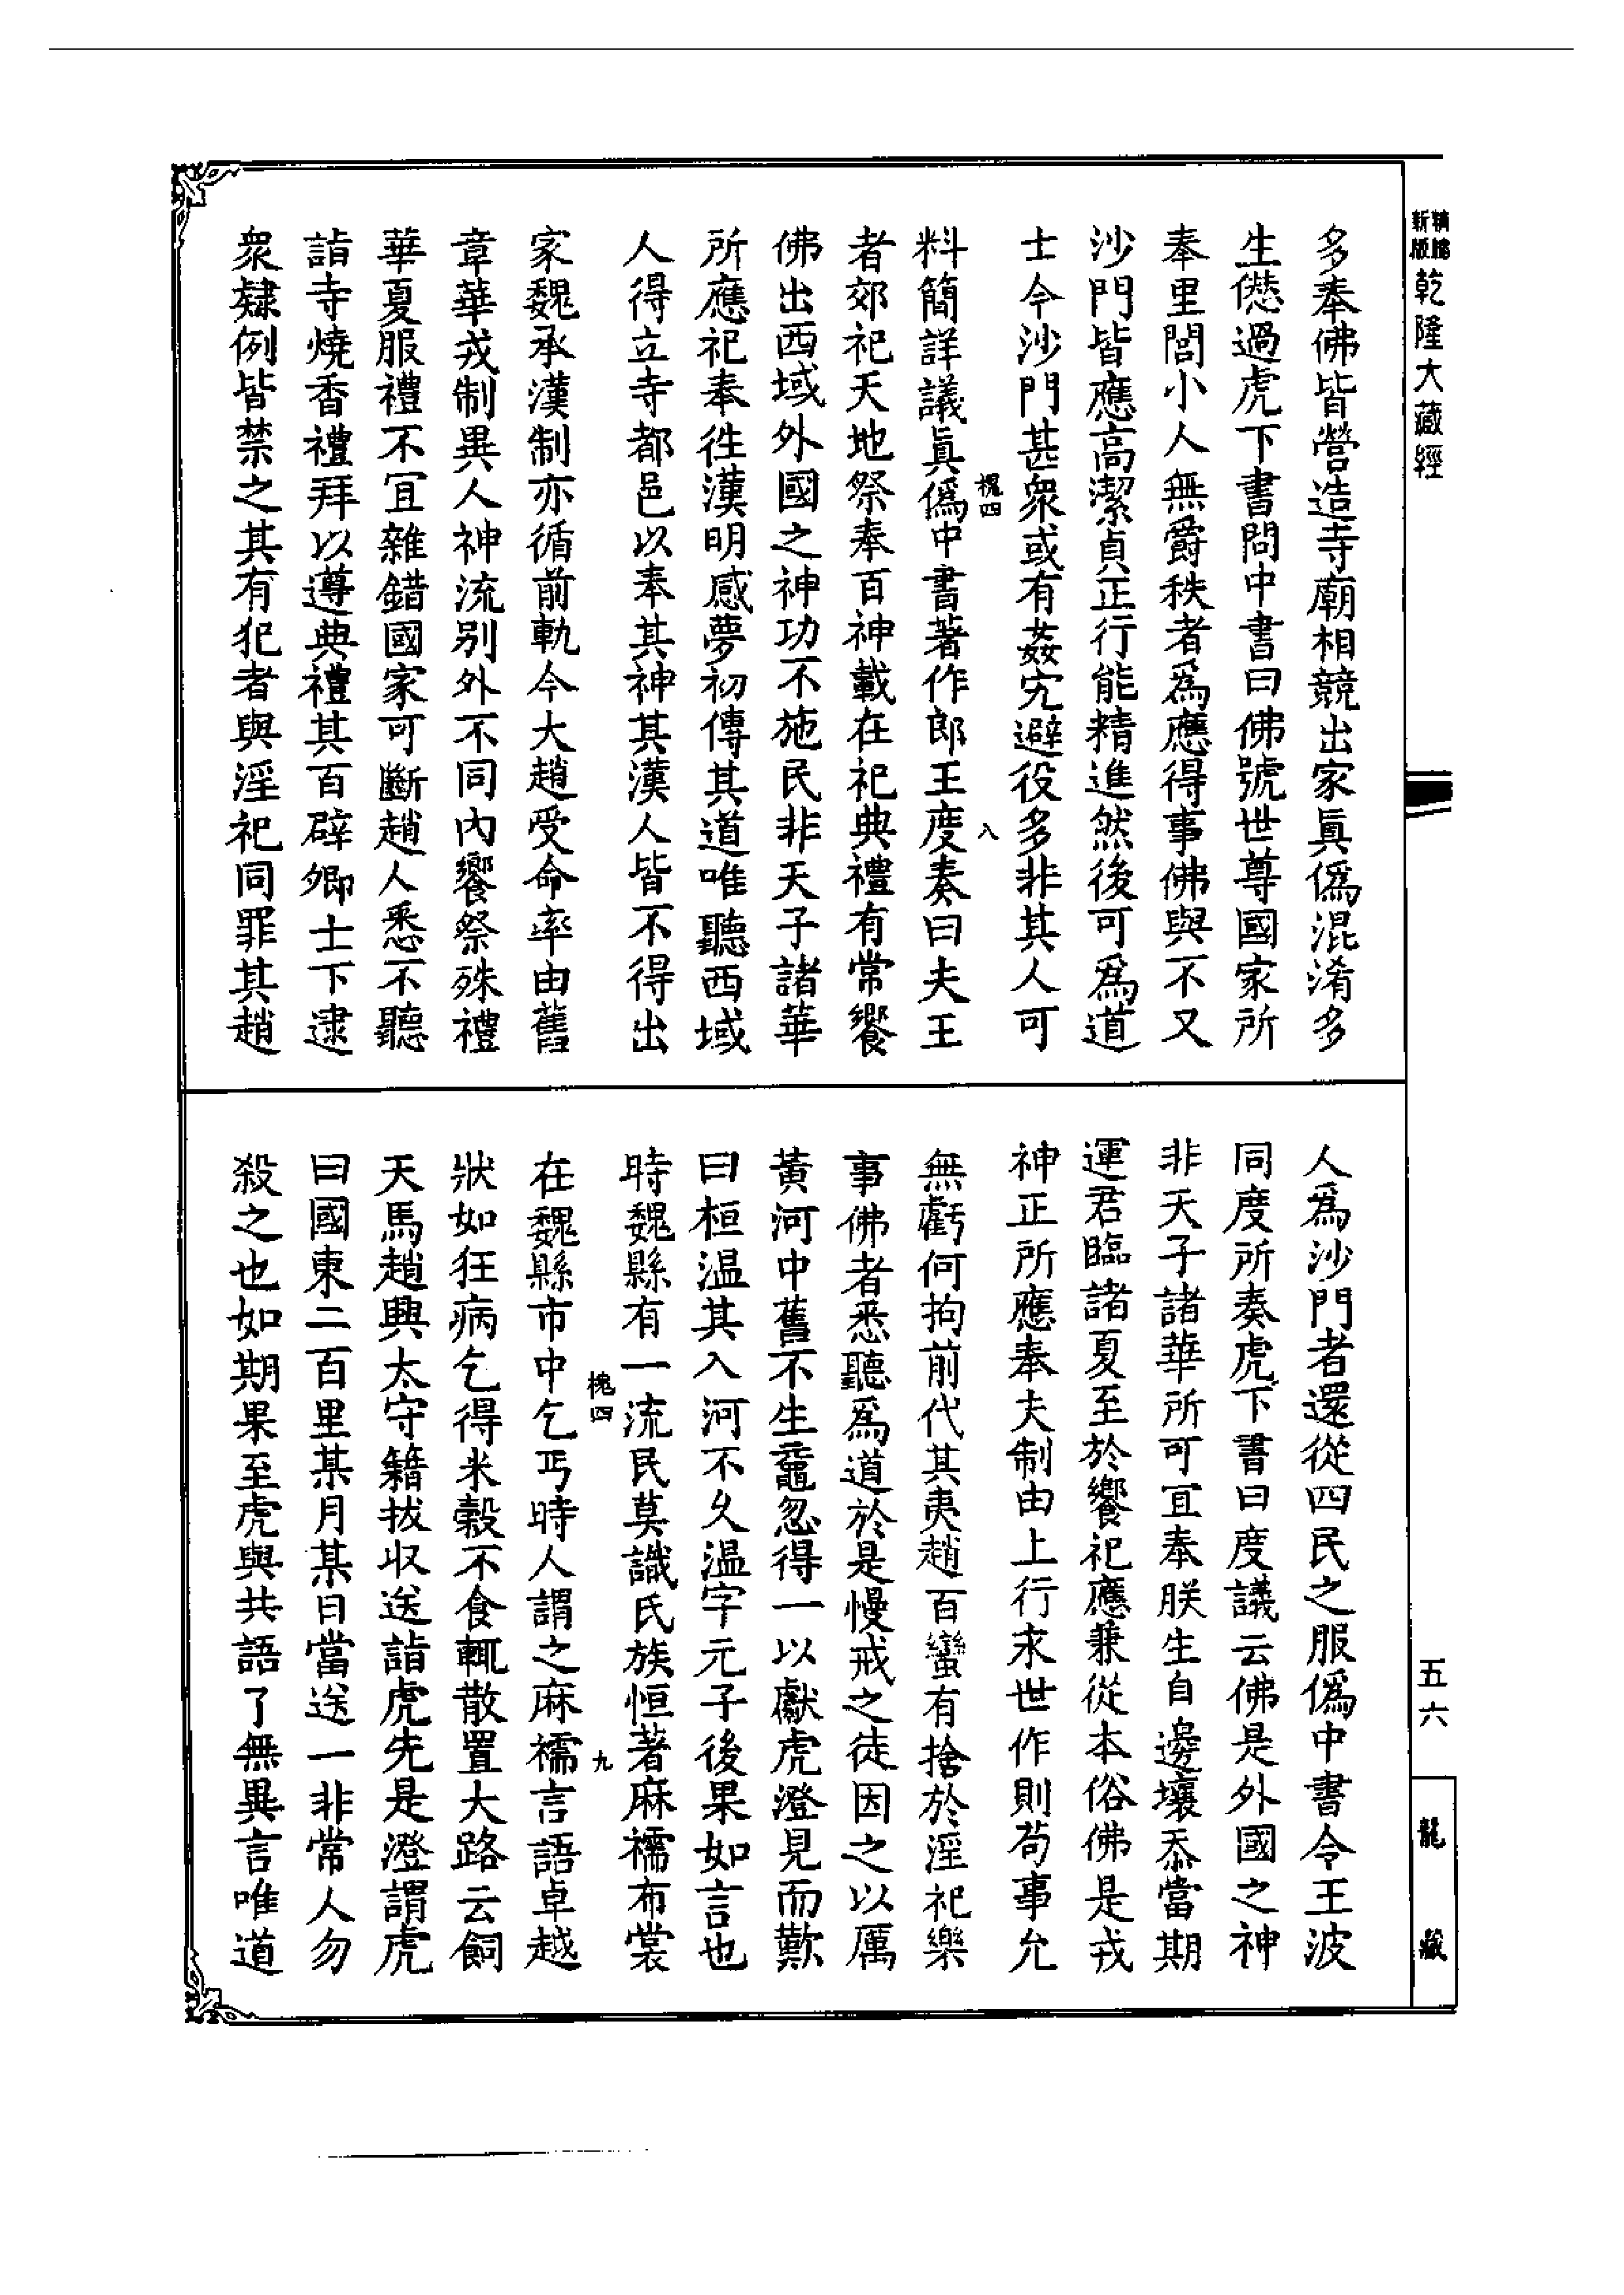 精縮新版 乾隆大藏經
多奉佛皆營造寺廟相競出家眞偽混淆多
生𠎝過虎下書問中書曰佛號世尊國家所
奉里閭小人無爵秩者為應得事佛與不又
沙門皆應高潔貞正行能精進然後可為道
士今沙門甚衆或有姦宄避役多非其人可
槐四 八
料簡詳議眞偽中書著作郎王度奏曰夫王
者郊祀天地祭奉百神載在祀典禮有常饗
佛出西域外國之神功不施民非天子諸華
所應祀奉徃漢明感夢初傳其道唯聽西域
人得立寺都邑以奉其神其漢人皆不得出
家魏承漢制亦循前軌今大趙受命率由舊
章華戎制異人神流别外不同內饗祭殊禮
華夏服禮不冝雜錯國家可斷趙人悉不聽
詣寺燒香禮拜以遵典禮其百辟卿士下逮
衆隸例皆禁之其有犯者與淫祀同罪其趙
人為沙門者還從四民之服偽中書令王波
同度所奏虎下書曰度議云佛是外國之神
非天子諸華所可冝奉朕生自邊壤忝當期
運君臨諸夏至於饗祀應兼從本俗佛是戎
神正所應奉夫制由上行永世作則苟事允
無虧何拘前代其夷趙百蠻有捨於淫祀樂
事佛者悉聽為道於是慢戒之徒因之以厲
黃河中舊不生黿忽得一以獻虎澄見而歎
曰桓温其入河不久温字元子後果如言也
時魏縣有一流民莫識氏族恒著麻襦布裳
槐四 九
在魏縣市中乞丐時人謂之麻襦言語卓越
狀如狂病乞得米穀不食輒散置大路云飼
天馬趙興太守籍拔収送詣虎先是澄謂虎
曰國東二百里某月某日當送一非常人勿
殺之也如期果至虎與共語了無異言唯道
五六
龍藏